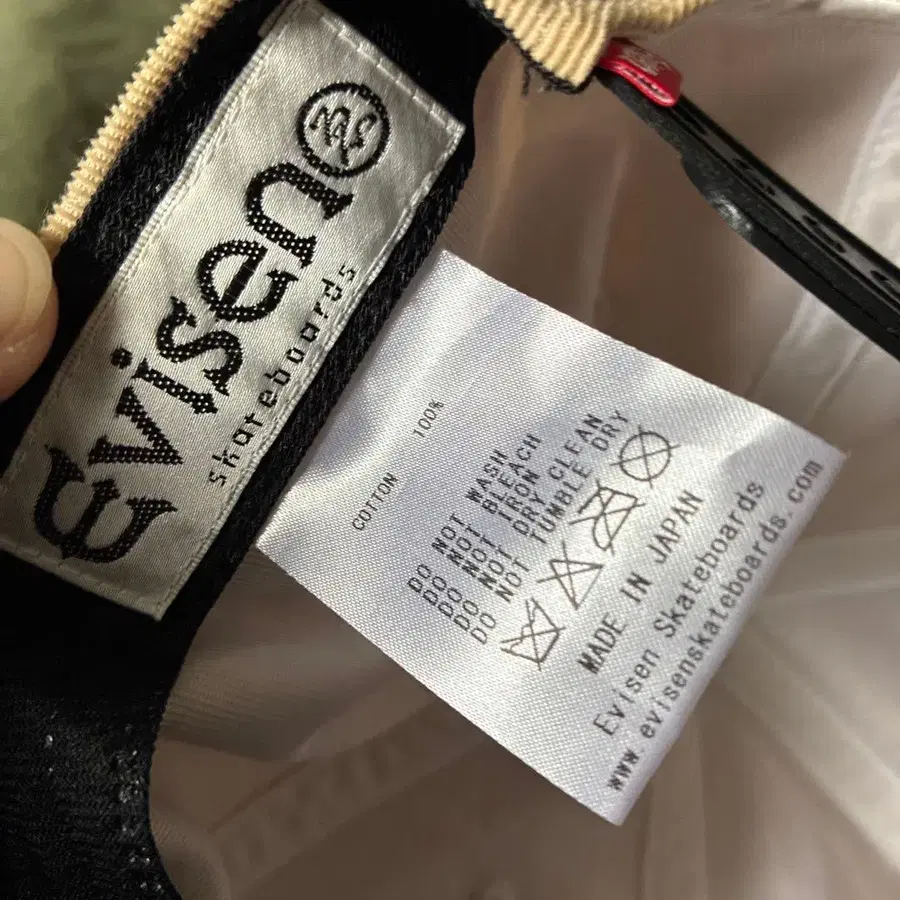 Evisen
skateboards
COTTON 100%
DO NOT WASH
DO NOT BLEACH
DO NOT IRON
DO NOT DRY CLEAN
DO NOT TUMBLE DRY
MADE IN JAPAN
Evisen Skateboards
www.evisenskateboards.com